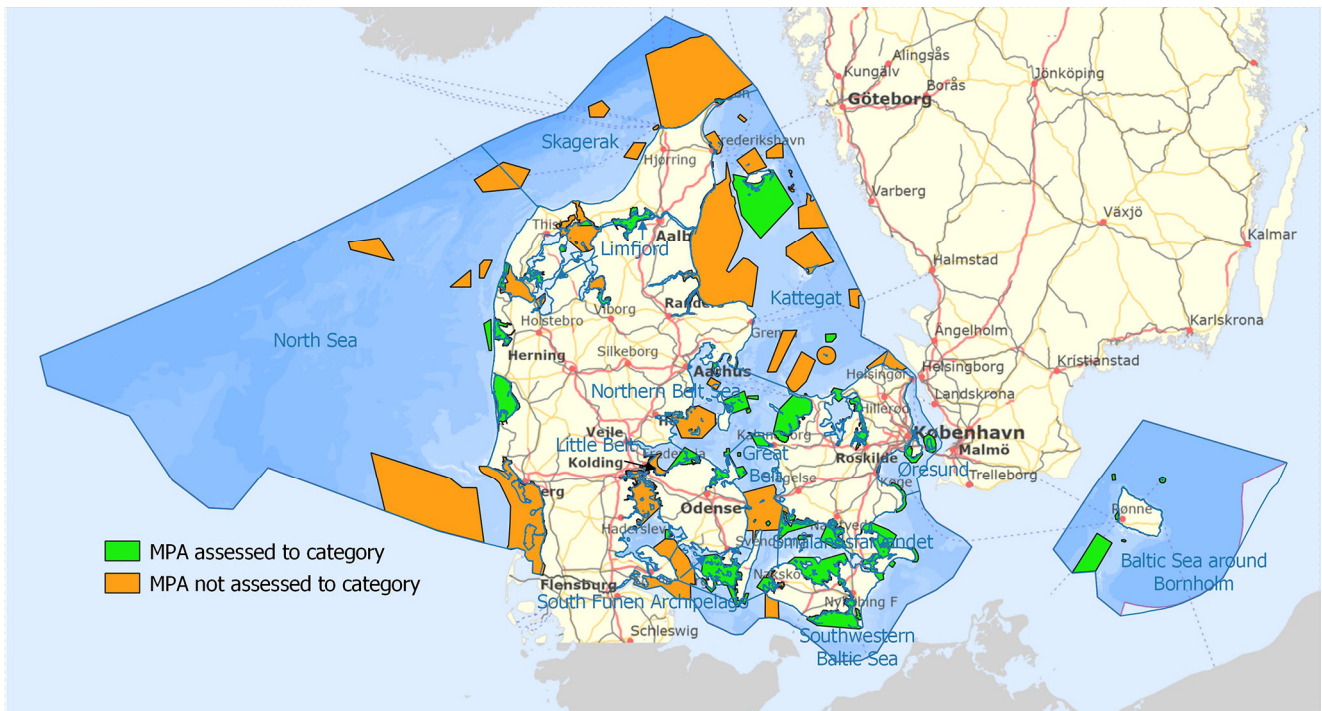 Alingsås
Kungälv
Borås
Jönköping
Göteborg
Skagerak
Frederikshavn
Hjørring
Varberg
Växjö
Aalb
Limfjord
Kalmar
Halmstad
Kattegat
Randers
Viborg
Holstebro
Gren
Karlskrona
North Sea
Ängelholm
Herning
Silkeborg
Aarhus
Kristianstad
Helsingør
Helsingborg
Northern Belt Sea
Landskrona
Hillerød
Vejle
København
Little Belt
Malmö
Great
Belt
Kolding
Roskilde
Øresund
Trelleborg
Køge
Odense
Rønne
Haderslev
MPA assessed to category
Smålandsfarvandet
Baltic Sea around
Bornholm
MPA not assessed to category
Flensburg
South Funen Archipelago
Schleswig
Southwestern
Baltic Sea